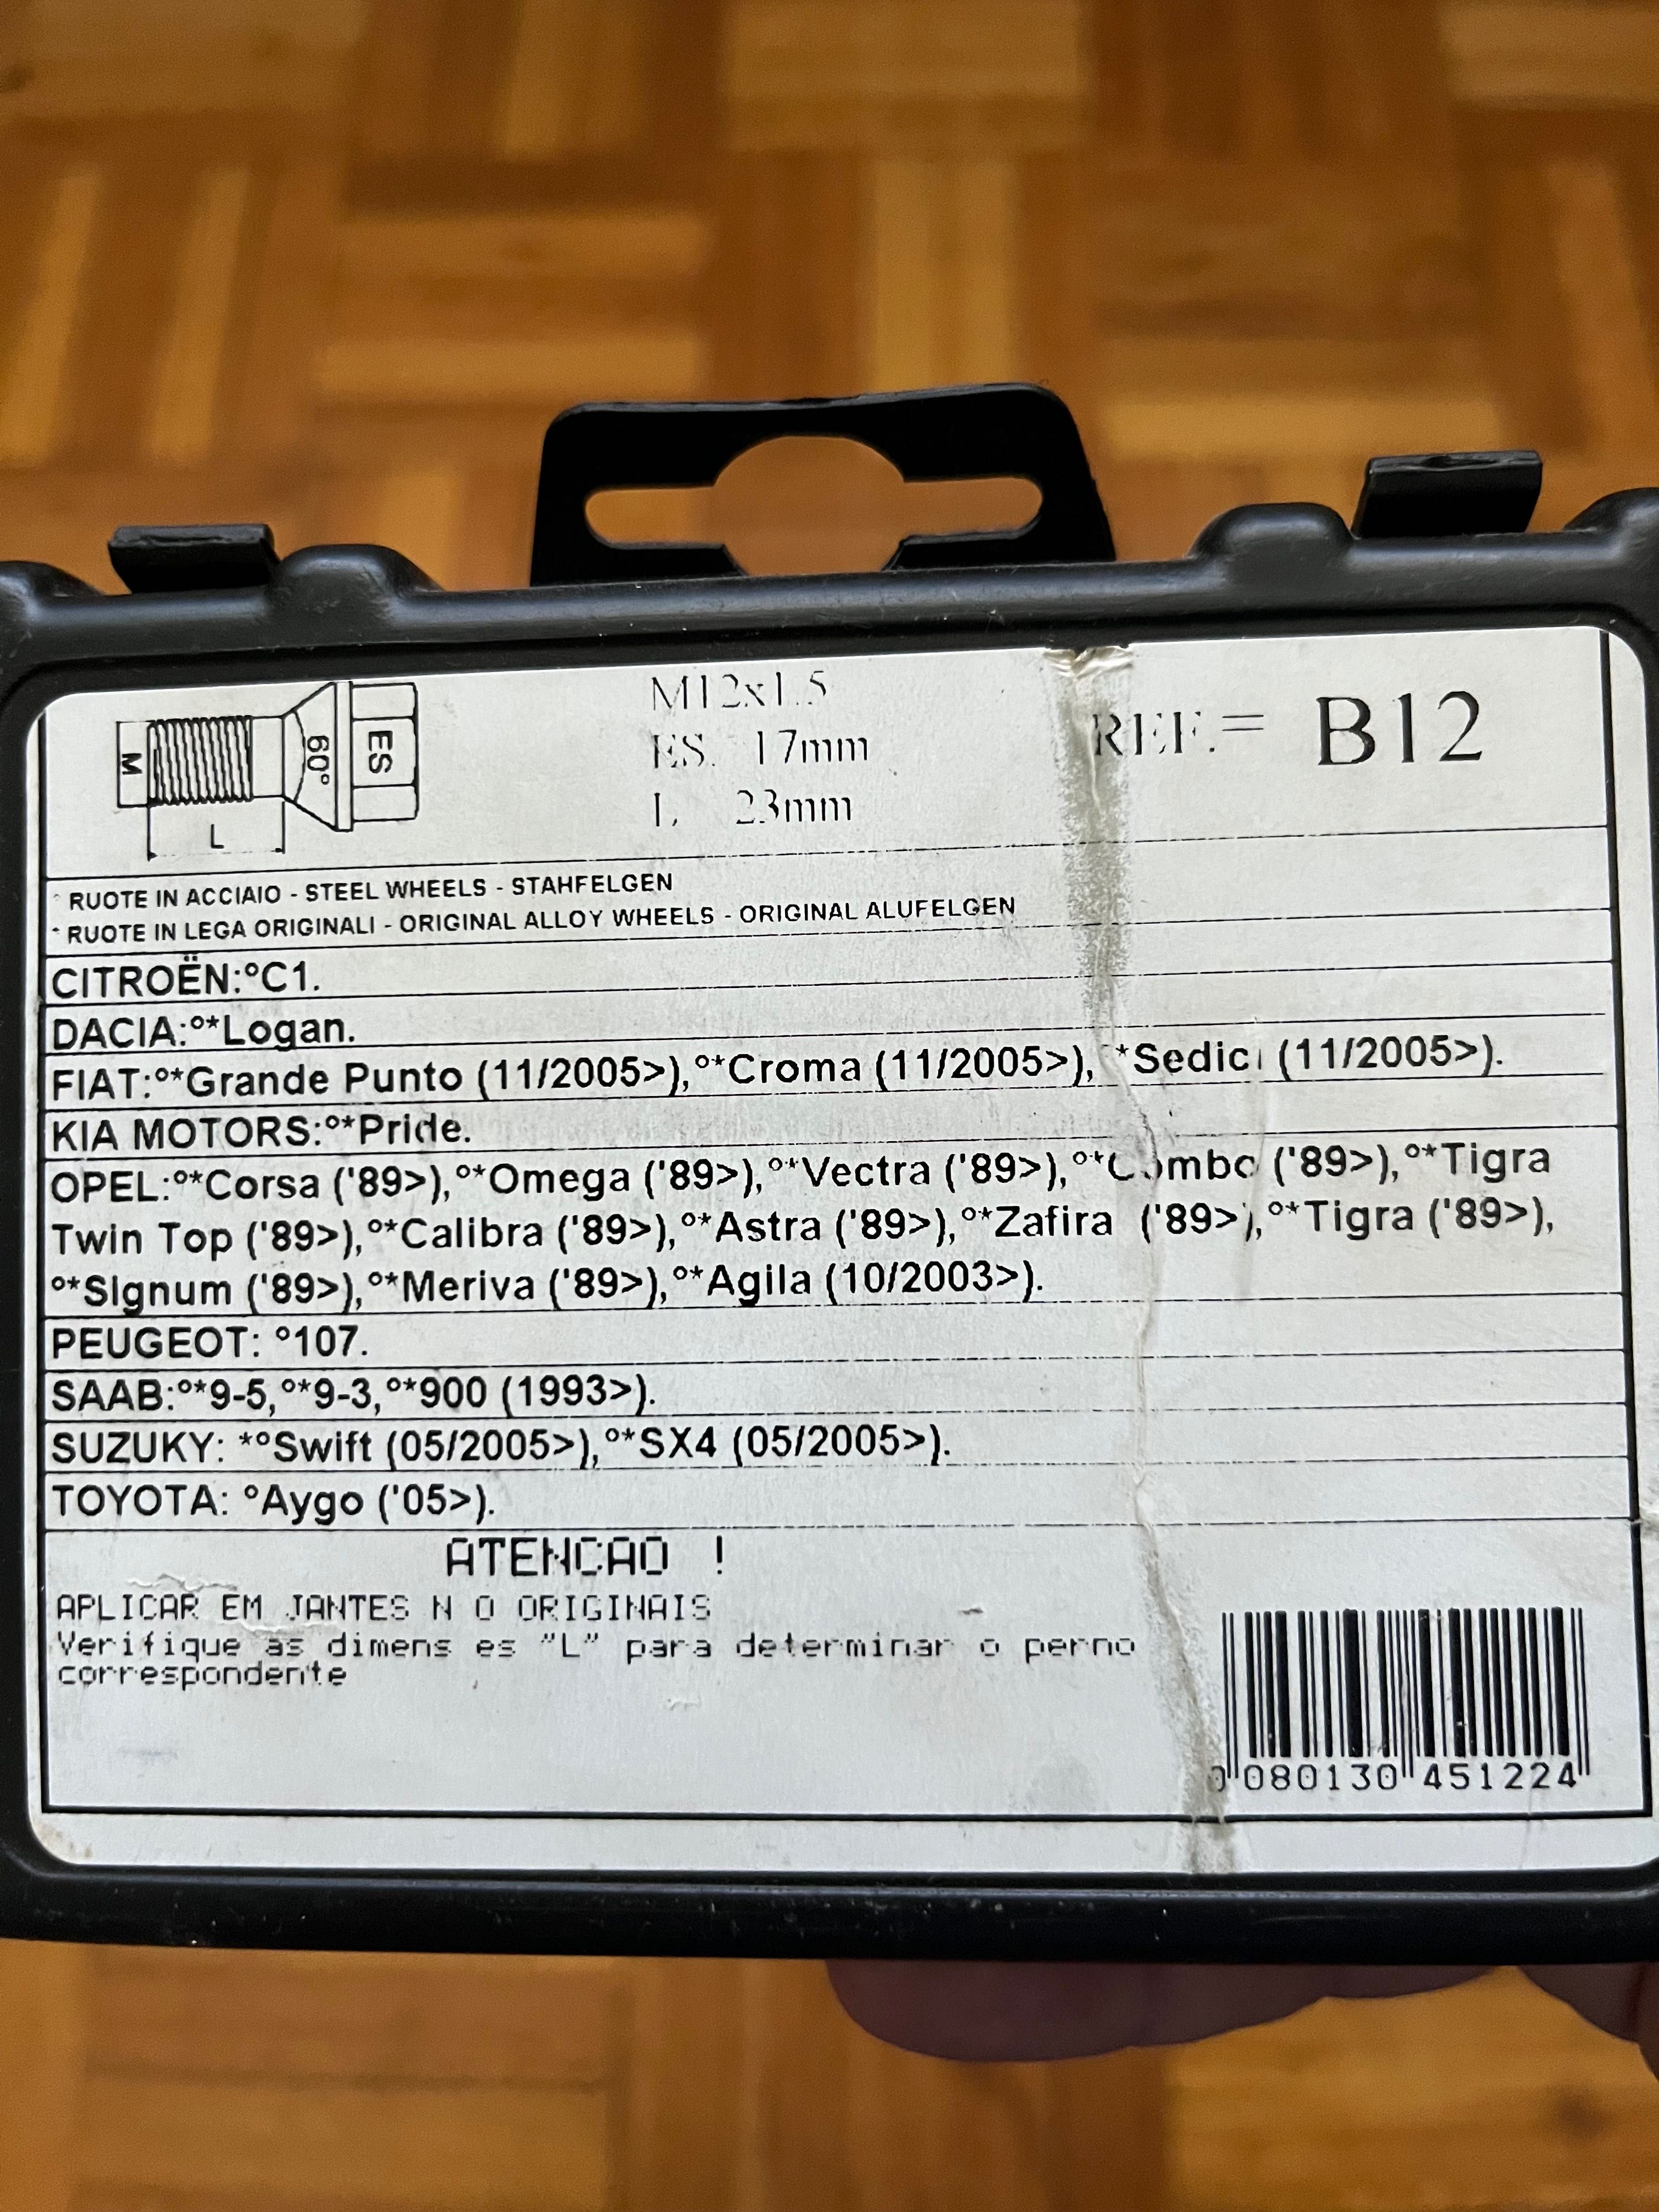 M
L
60°
ES
M12x1.5
ES. 17mm
L 23mm
REF.= B12
° RUOTE IN ACCIAIO - STEEL WHEELS - STAHFELGEN
* RUOTE IN LEGA ORIGINALI - ORIGINAL ALLOY WHEELS - ORIGINAL ALUFELGEN
CITROËN:°C1.
DACIA:°*Logan.
FIAT:°*Grande Punto (11/2005>),°*Croma (11/2005>),°*Sedici (11/2005>).
KIA MOTORS:°*Pride.
OPEL:°*Corsa ('89>),°*Omega ('89>),°*Vectra ('89>),°*Combo ('89>),°*Tigra
Twin Top ('89>),°*Calibra ('89>),°*Astra ('89>),°*Zafira ('89>),°*Tigra ('89>),
°*SIgnum ('89>),°*Meriva ('89>),°*Agila (10/2003>).
PEUGEOT: °107.
SAAB:°*9-5,°*9-3,°*900 (1993>).
SUZUKY: *°Swift (05/2005>),°*SX4 (05/2005>).
TOYOTA: °Aygo ('05>).
ATENCAO !
APLICAR EM JANTES N O ORIGINAIS
Verifique as dimens es "L" para determinar o perno
correspondente
0 080130 451224